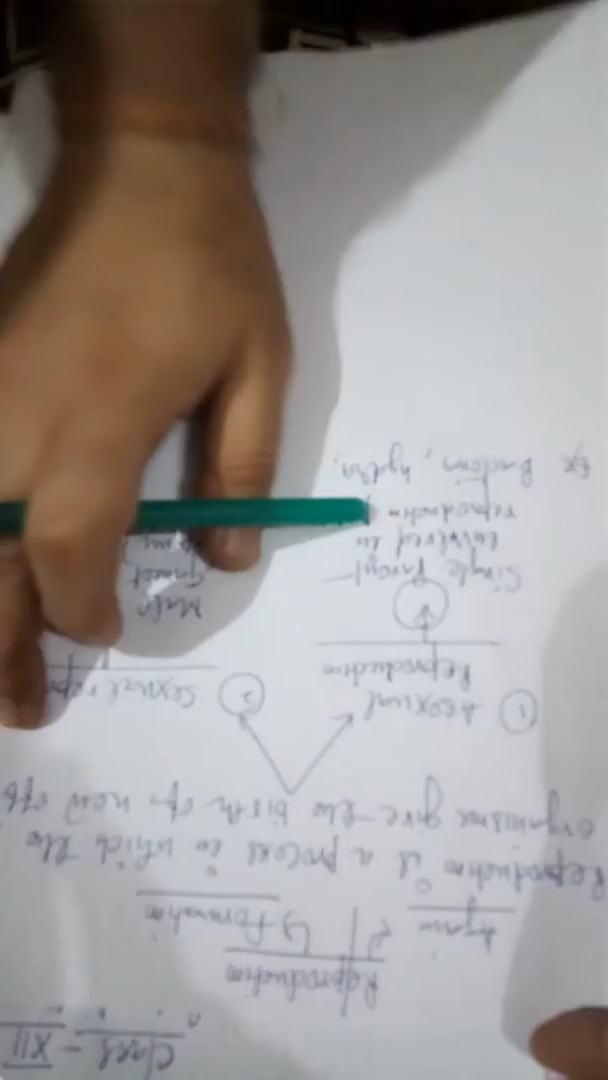 Class - XII
Reproduction
Again Formation
Reproduction is a process in which the
organisms give the birth of new
① Asexual Reproduction
② Sexual
Single Parent
involved in
reproduction
Ex Bacteria, hydra,
Male